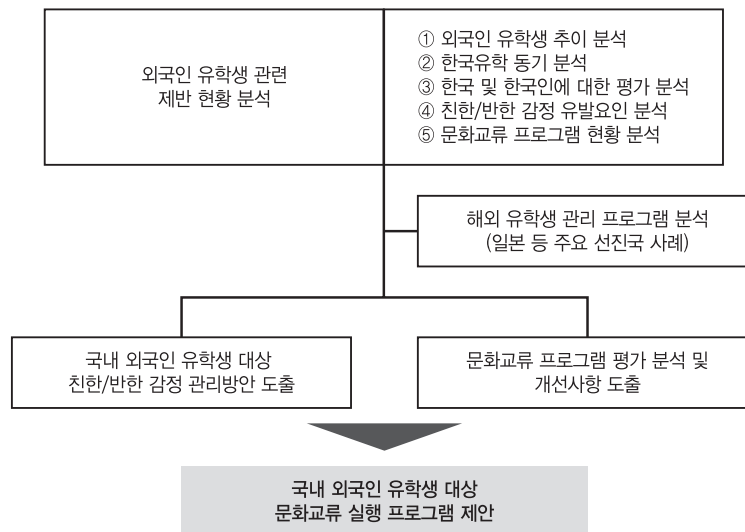 외국인 유학생 관련
제반 현황 분석
① 외국인 유학생 추이 분석
② 한국유학 동기 분석
③ 한국 및 한국인에 대한 평가 분석
④ 친한/반한 감정 유발요인 분석
⑤ 문화교류 프로그램 현황 분석
해외 유학생 관리 프로그램 분석
(일본 등 주요 선진국 사례)
국내 외국인 유학생 대상
친한/반한 감정 관리방안 도출
문화교류 프로그램 평가 분석 및
개선사항 도출
국내 외국인 유학생 대상
문화교류 실행 프로그램 제안